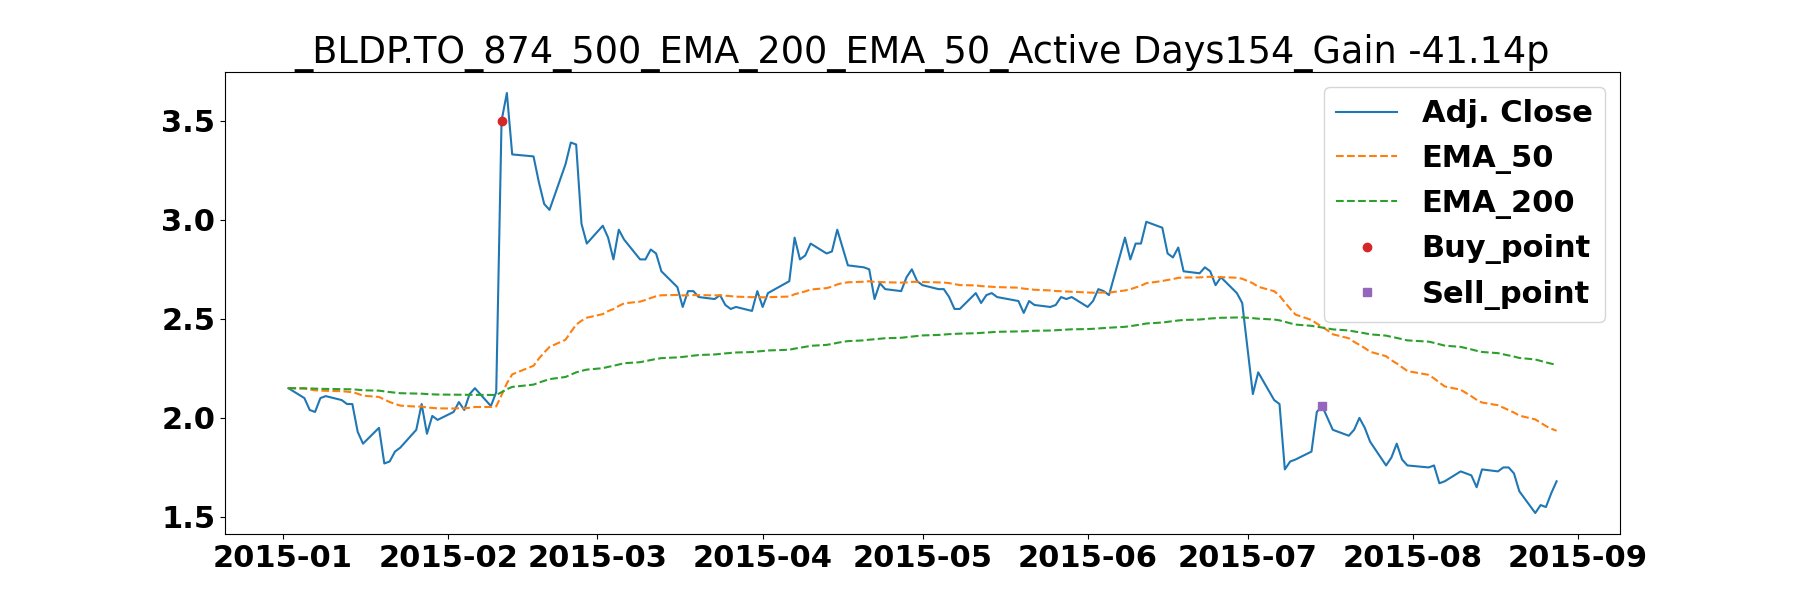 _BLDP.TO_874_500_EMA_200_EMA_50_Active Days154_Gain -41.14p
3.5
3.0
2.5
2.0
1.5
Adj. Close
EMA_50
EMA_200
Buy_point
Sell_point
2015-01 2015-02 2015-03 2015-04 2015-05 2015-06 2015-07 2015-08 2015-09